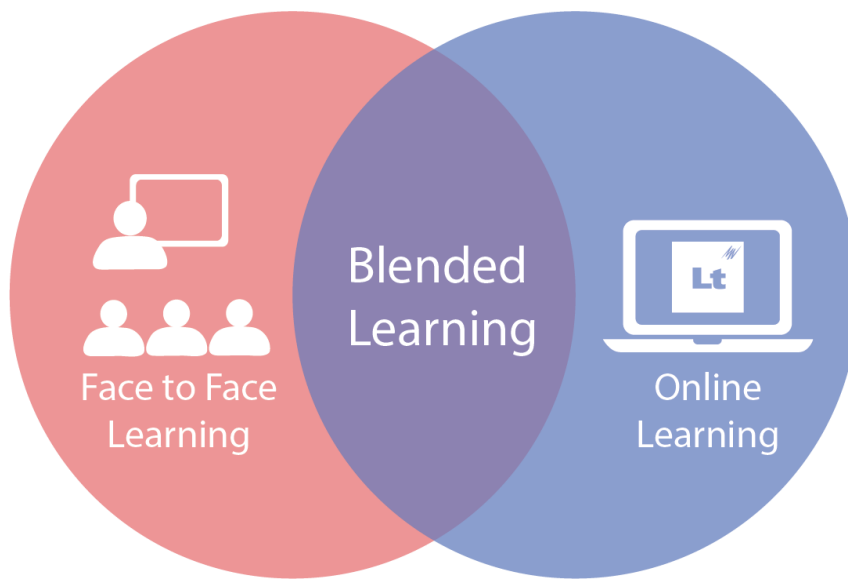 Face to Face
Learning
Blended
Learning
Lt
Online
Learning